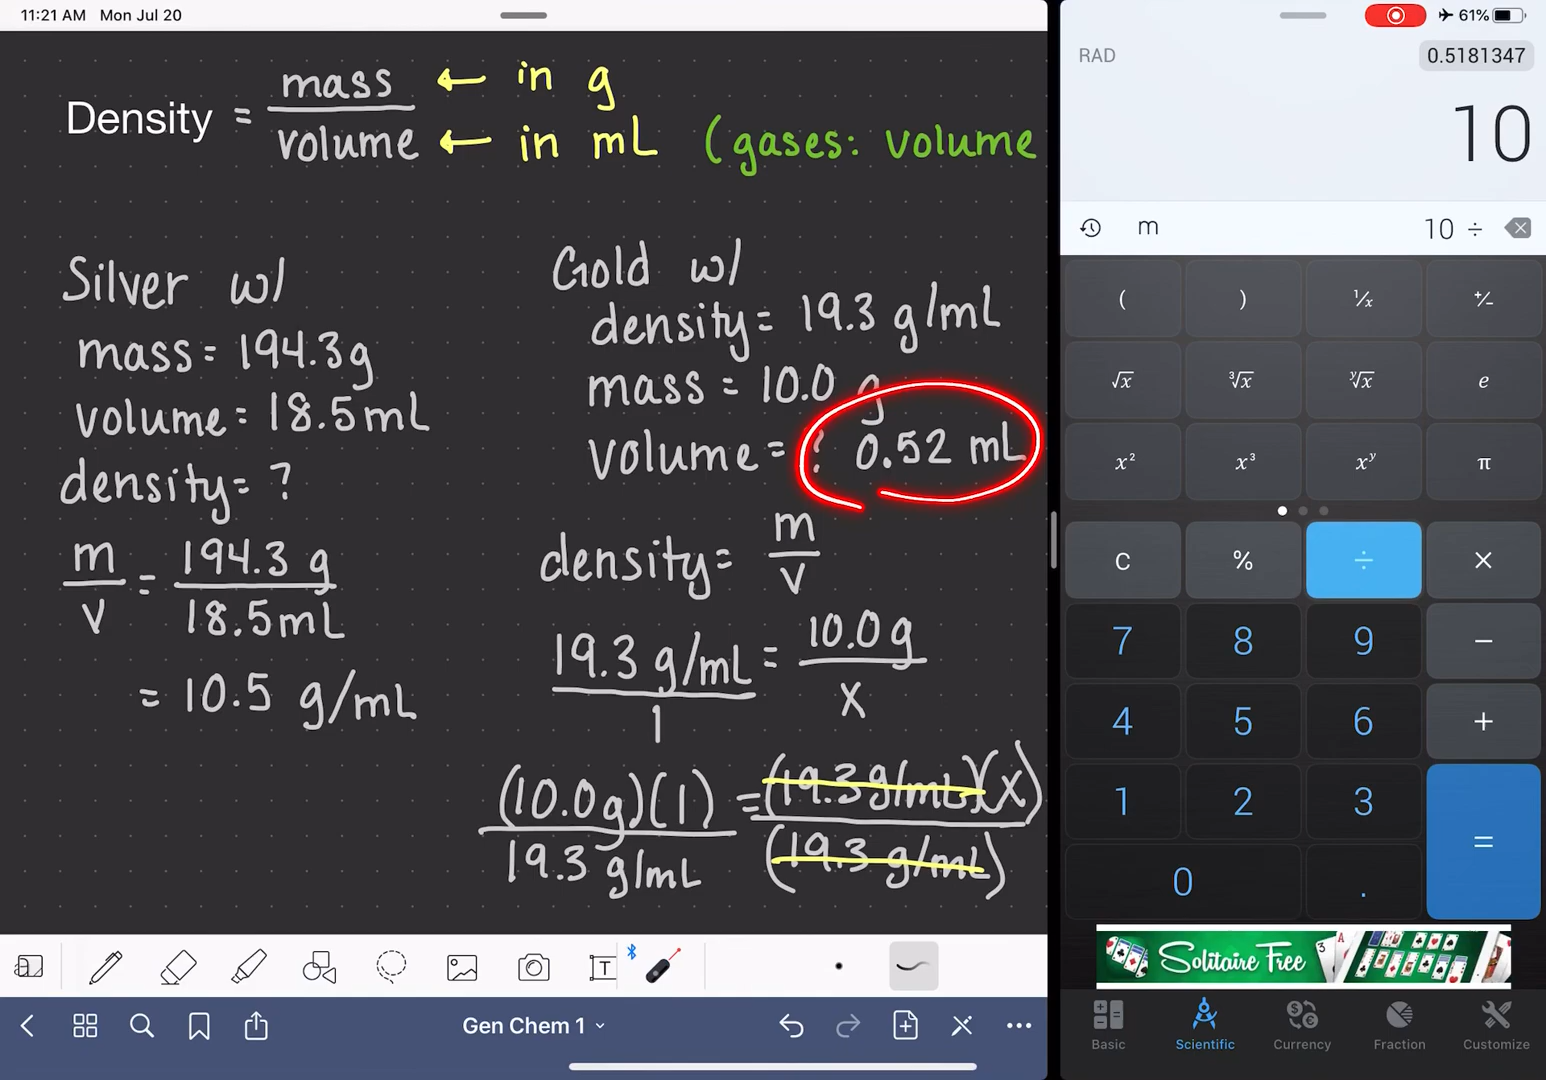 11:21 AM Mon Jul 20
61%
Density = mass ← in g
volume ← in mL (gases: volume
Silver w/
mass = 194.3g
volume = 18.5mL
density = ?
m/v = 194.3 g / 18.5mL
= 10.5 g/mL
Gold w/
density = 19.3 g/mL
mass = 10.0 g
volume = ? 0.52 mL
density = m/v
19.3 g/mL / 1 = 10.0 g / x
(10.0g)(1) / 19.3 g/mL = (19.3 g/mL)(x) / (19.3 g/mL)
T
Gen Chem 1
RAD
0.5181347
10
m 10 ÷
( ) 1/x +/-
√x ∛x ʸ√x e
x² x³ xʸ π
C % ÷ ×
7 8 9 −
4 5 6 +
1 2 3 =
0 .
Solitaire Free
Basic Scientific Currency Fraction Customize